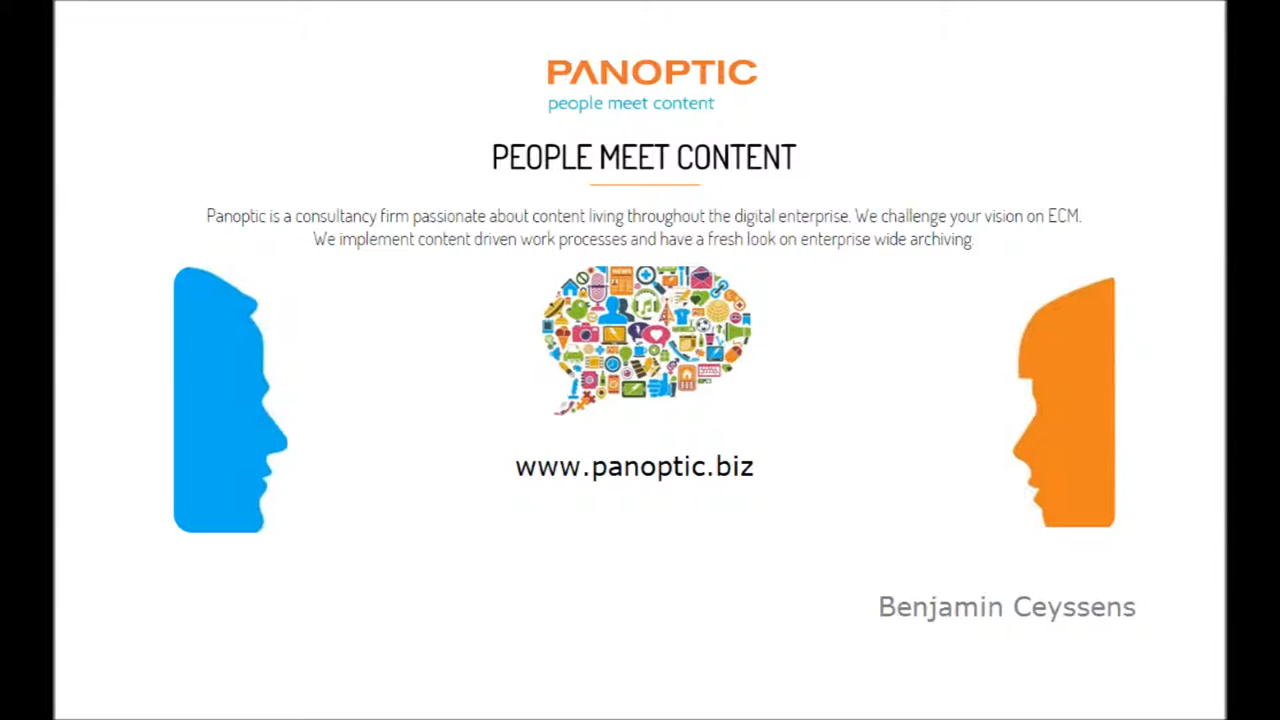 PANOPTIC
people meet content
PEOPLE MEET CONTENT
Panoptic is a consultancy firm passionate about content living throughout the digital enterprise. We challenge your vision on ECM.
We implement content driven work processes and have a fresh look on enterprise wide archiving.
NEWS
www.panoptic.biz
Benjamin Ceyssens